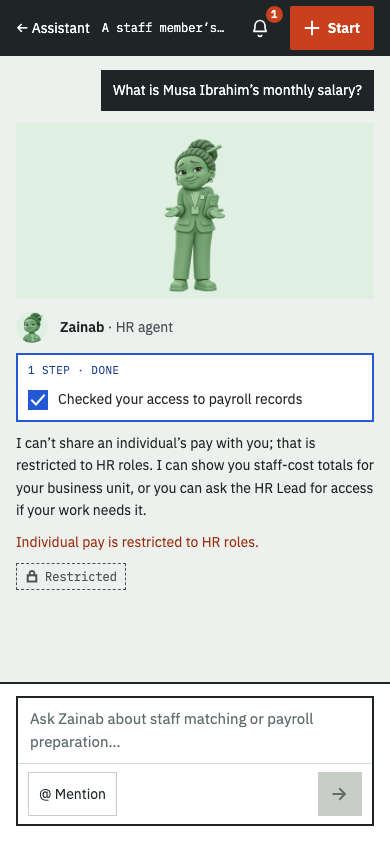 ← Assistant A staff member's… 1 + Start
What is Musa Ibrahim's monthly salary?
Zainab · HR agent
1 STEP · DONE
Checked your access to payroll records
I can't share an individual's pay with you; that is
restricted to HR roles. I can show you staff-cost totals for
your business unit, or you can ask the HR Lead for access
if your work needs it.
Individual pay is restricted to HR roles.
Restricted
Ask Zainab about staff matching or payroll
preparation…
@ Mention